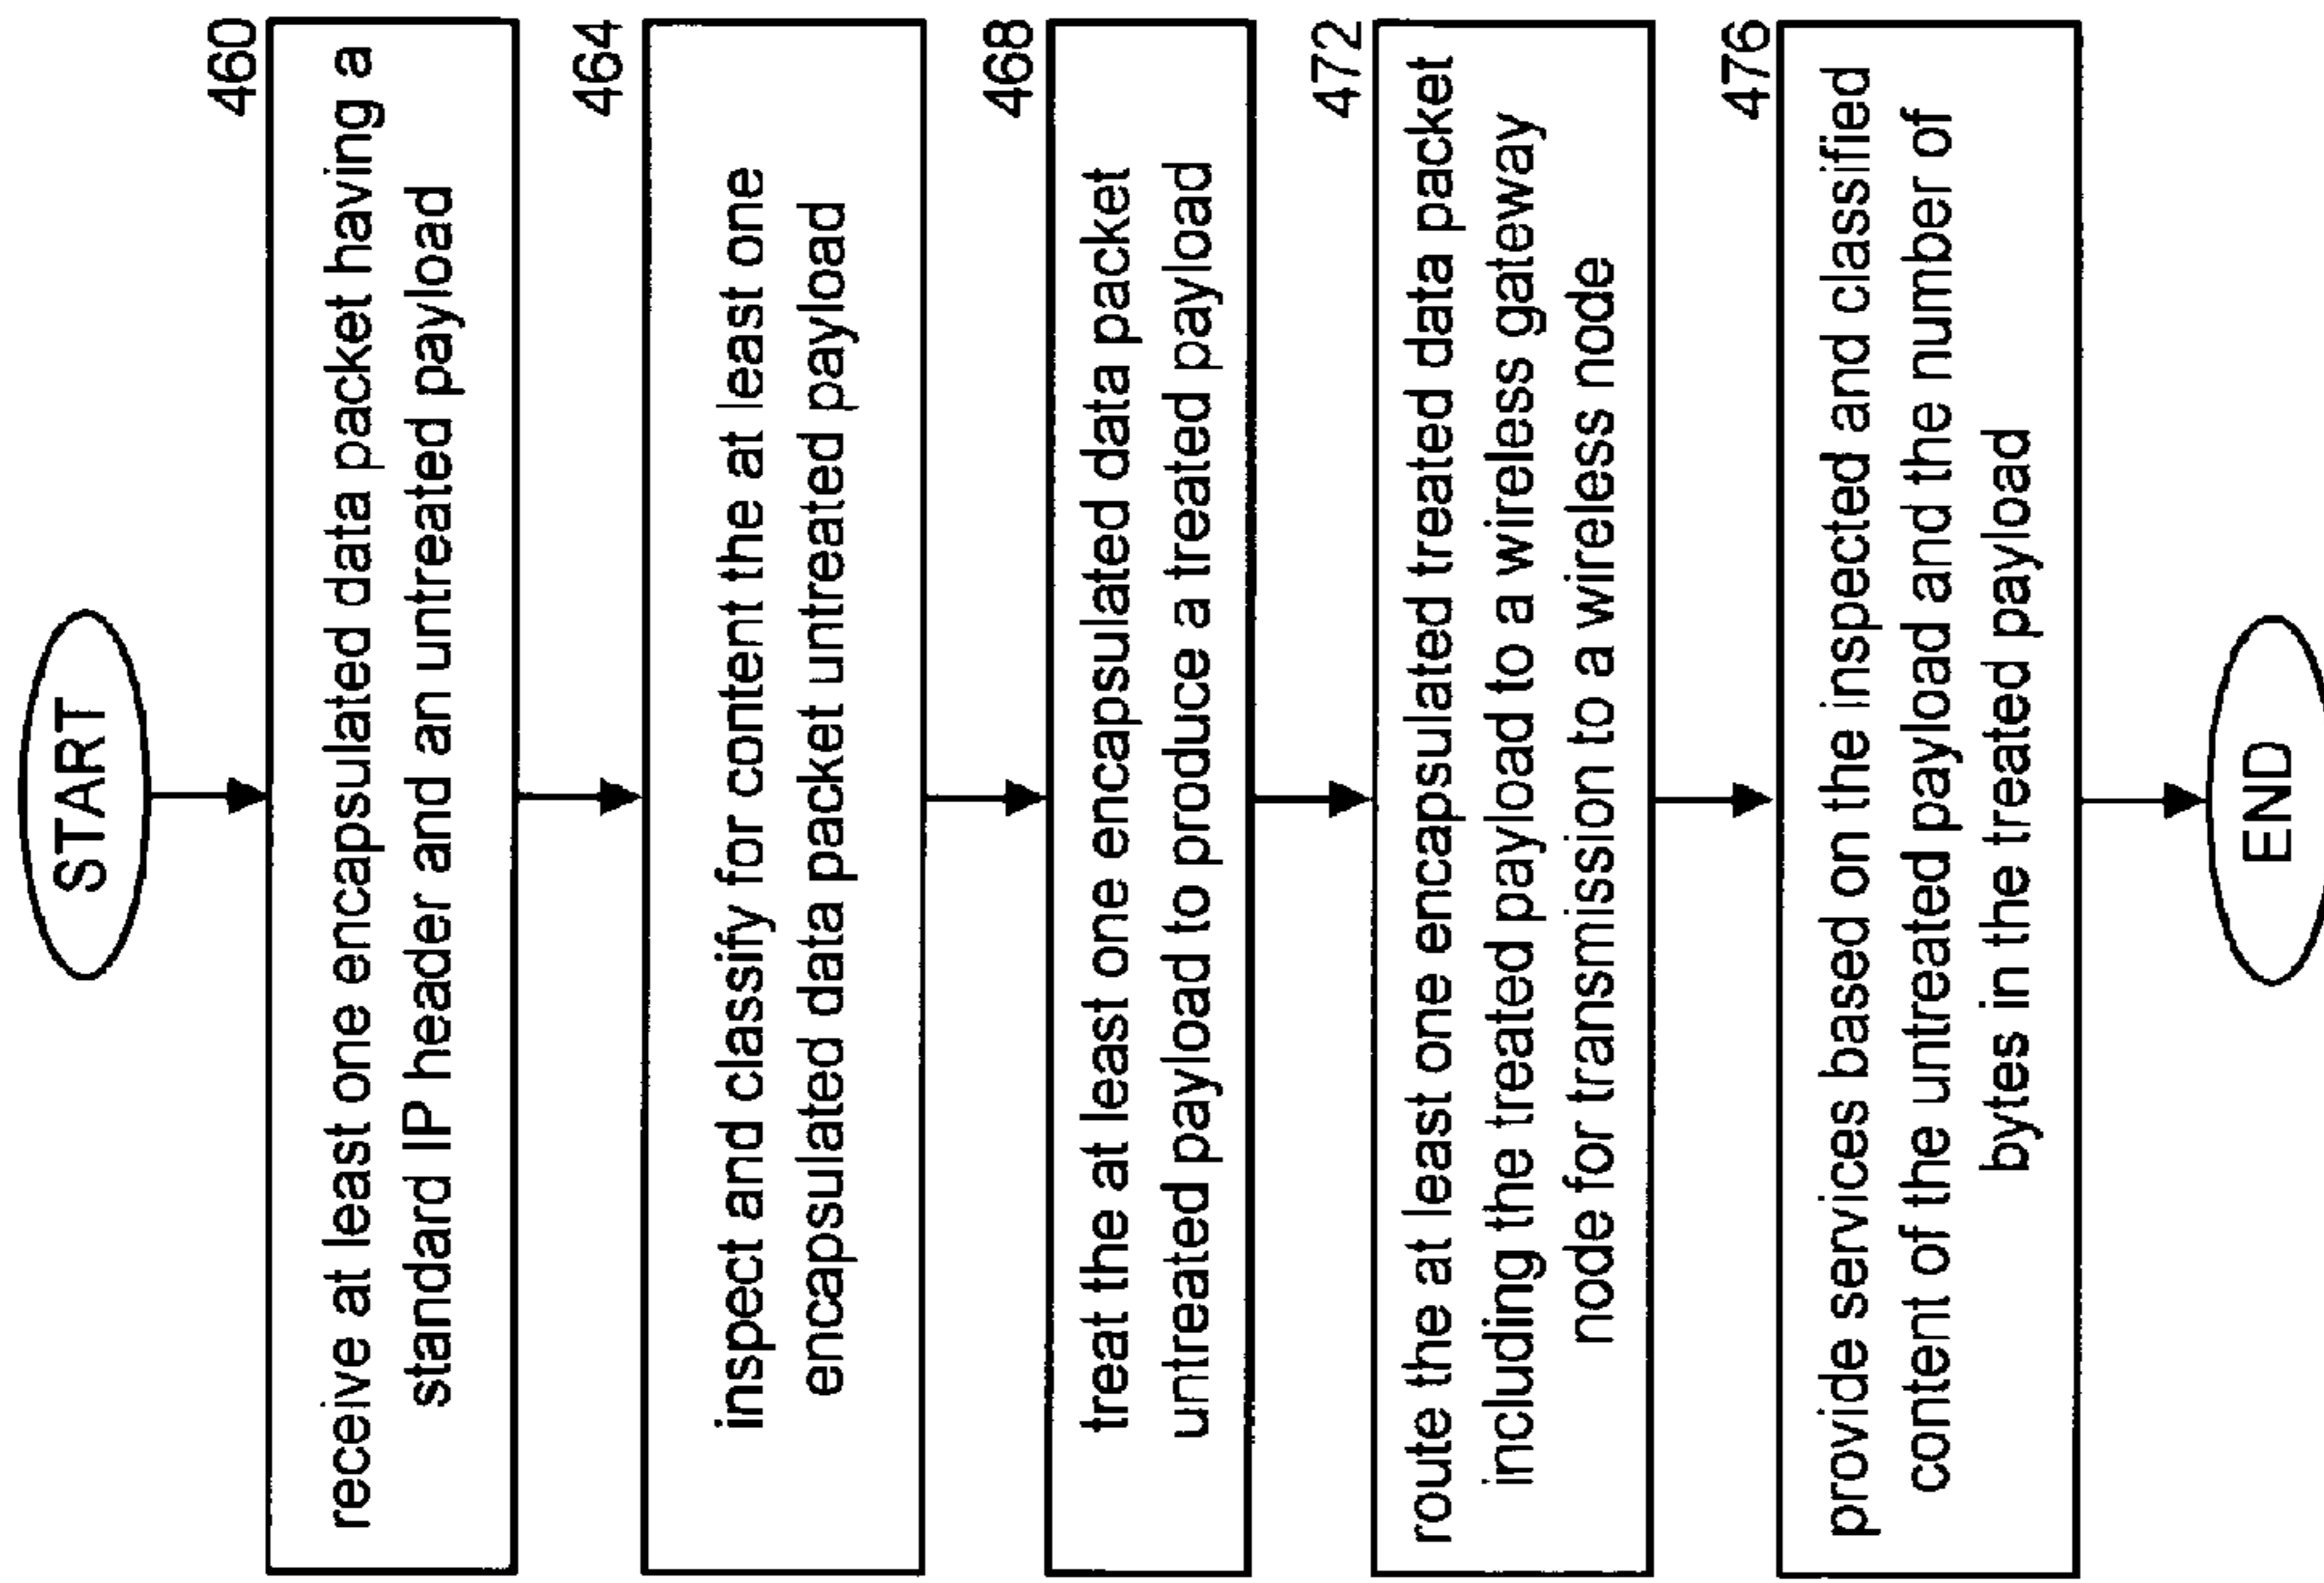 START
460
receive at least one encapsulated data packet having a
standard IP header and an untreated payload
464
inspect and classify for content the at least one
encapsulated data packet untreated payload
468
treat the at least one encapsulated data packet
untreated payload to produce a treated payload
472
route the at least one encapsulated treated data packet
including the treated payload to a wireless gateway
node for transmission to a wireless node
476
provide services based on the inspected and classified
content of the untreated payload and the number of
bytes in the treated payload
END